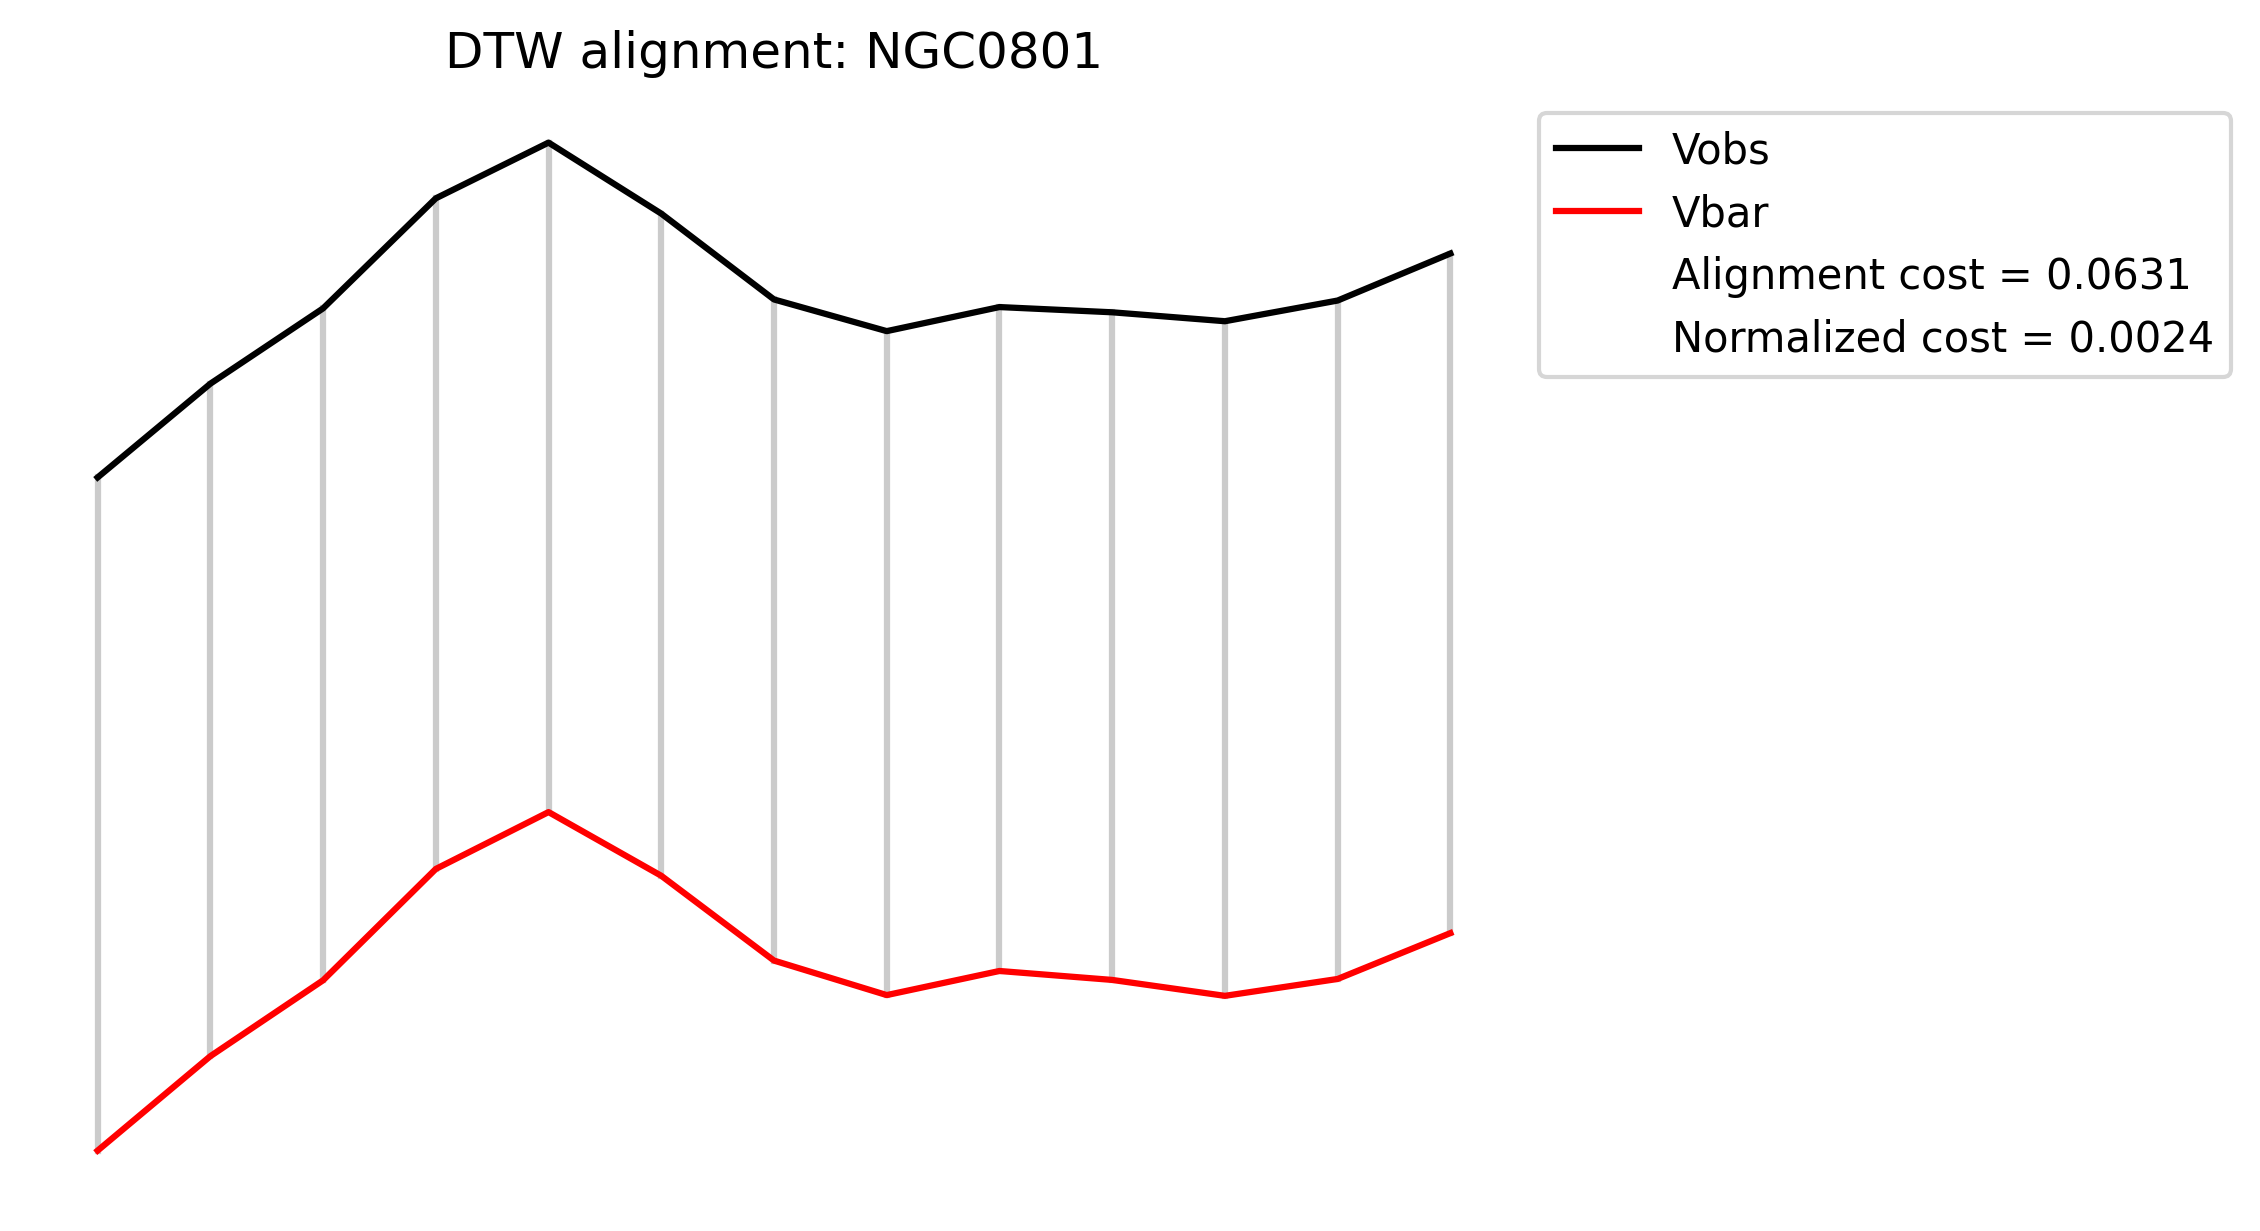 DTW alignment: NGC0801
Vobs
Vbar
Alignment cost = 0.0631
Normalized cost = 0.0024